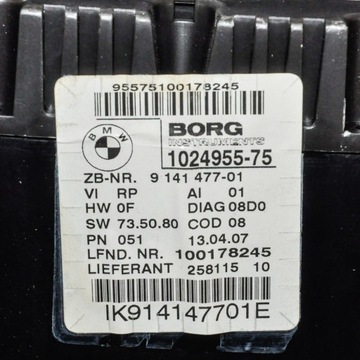 95575100178245
BMW
BORG
INSTRUMENTS
1024955-75
ZB-NR. 9 141 477-01
VI RP AI 01
HW 0F DIAG 08D0
SW 73.50.80 COD 08
PN 051 13.04.07
LFND. NR. 100178245
LIEFERANT 258115 10
IK914147701E